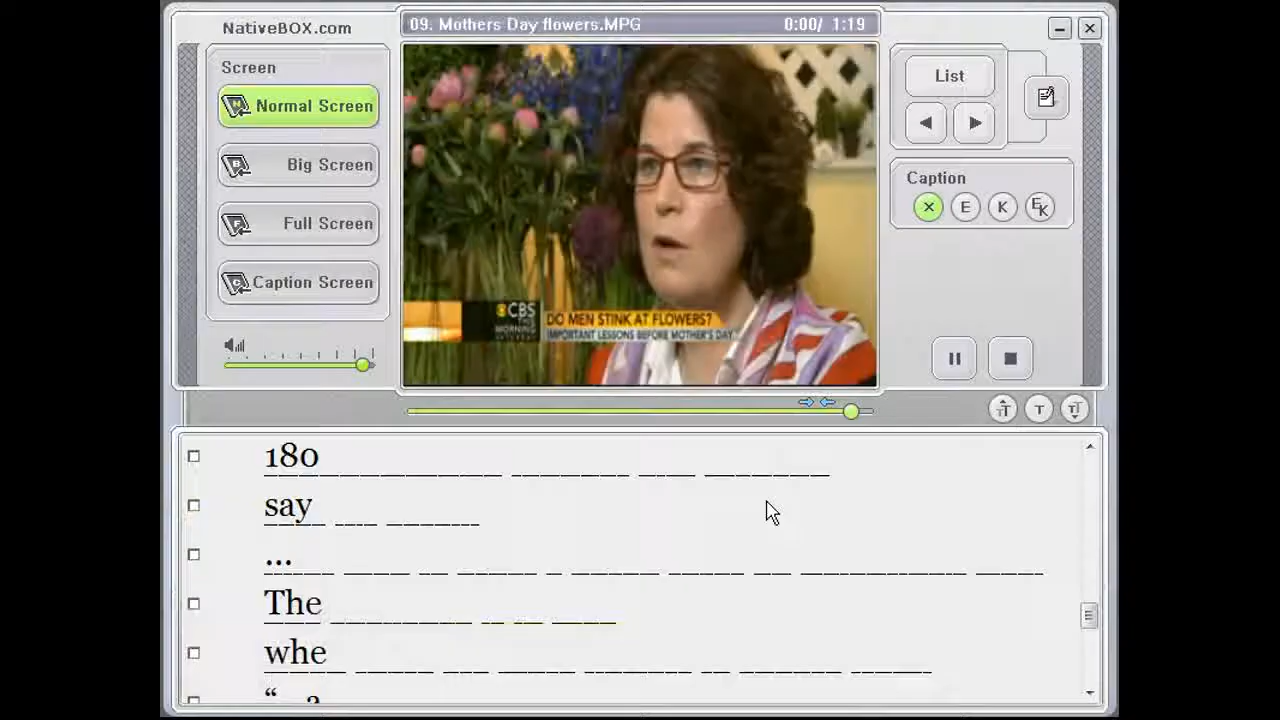 NativeBOX.com
09. Mothers Day flowers.MPG 0:00/ 1:19
Screen
Normal Screen
Big Screen
Full Screen
Caption Screen
List
Caption
X E K EK
CBS
THIS
MORNING
DO MEN STINK AT FLOWERS?
IMPORTANT LESSONS BEFORE MOTHER'S DAY
T T T
180
say
...
The
whe